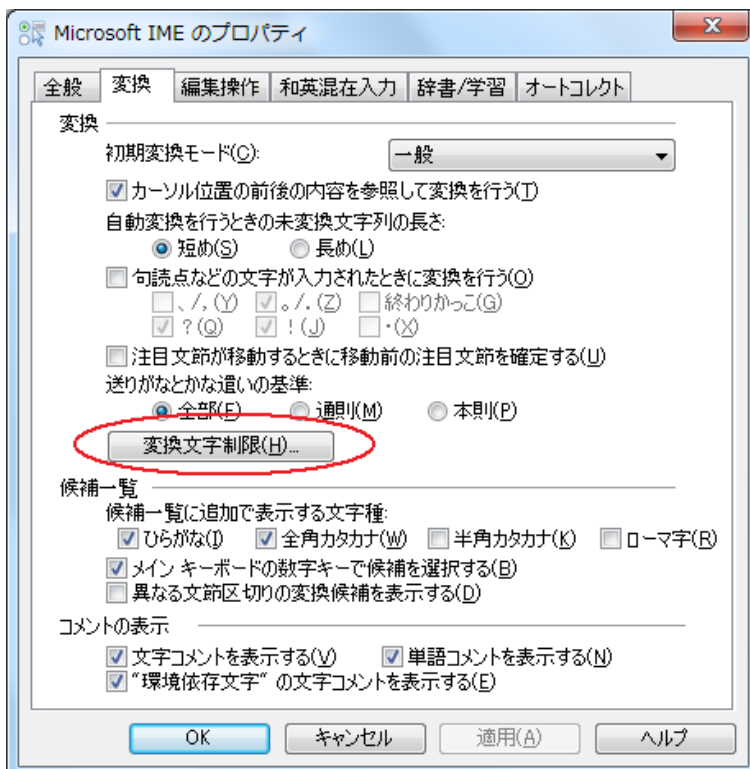 Microsoft IME のプロパティ
全般 変換 編集操作 和英混在入力 辞書/学習 オートコレクト
変換
初期変換モード(C): 一般
カーソル位置の前後の内容を参照して変換を行う(T)
自動変換を行うときの未変換文字列の長さ:
短め(S) 長め(L)
句読点などの文字が入力されたときに変換を行う(O)
、/,(Y) 。/.(Z) 終わりかっこ(G)
?(Q) !(J) ・(X)
注目文節が移動するときに移動前の注目文節を確定する(U)
送りがなとかな遣いの基準:
全部(F) 通則(M) 本則(P)
変換文字制限(H)...
候補一覧
候補一覧に追加で表示する文字種:
ひらがな(I) 全角カタカナ(W) 半角カタカナ(K) ローマ字(R)
メイン キーボードの数字キーで候補を選択する(B)
異なる文節区切りの変換候補を表示する(D)
コメントの表示
文字コメントを表示する(V) 単語コメントを表示する(N)
"環境依存文字" の文字コメントを表示する(E)
OK キャンセル 適用(A) ヘルプ